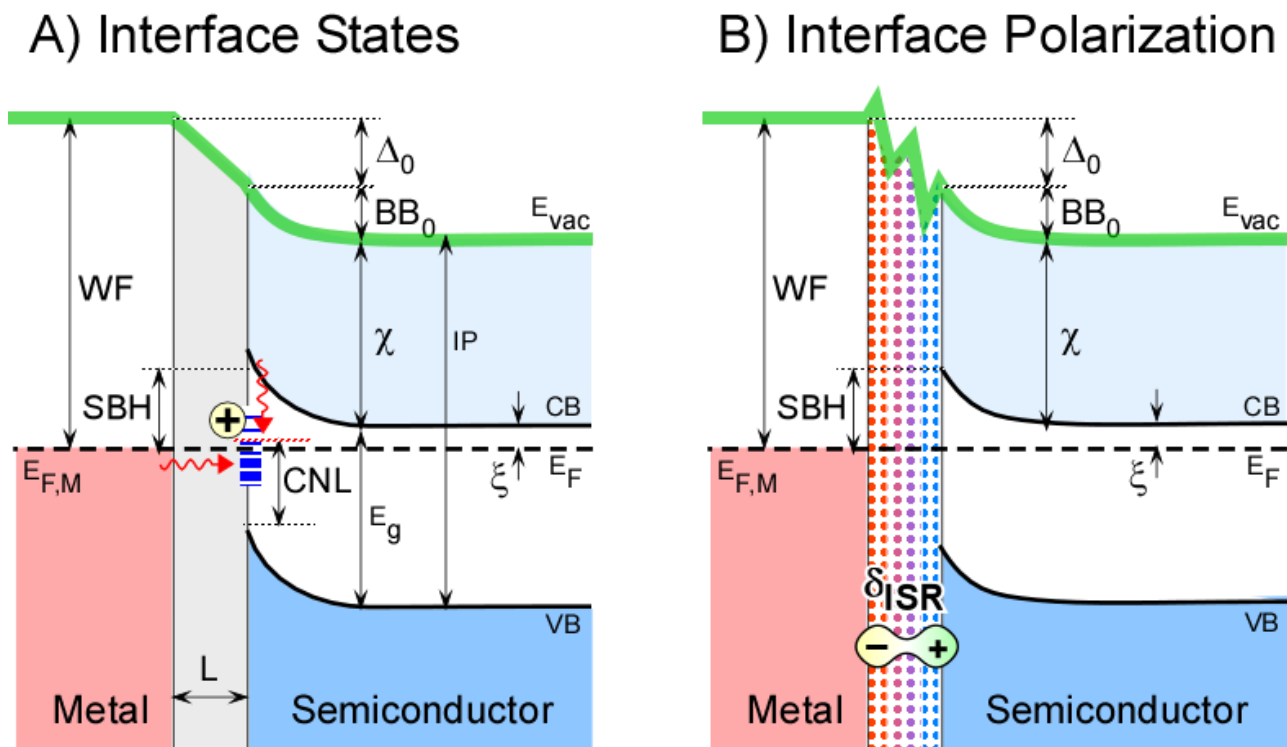 A) Interface States
Δ0
BB0
Evac
WF
χ
IP
SBH
CB
+
EF,M
CNL
ξ
EF
Eg
VB
L
Metal
Semiconductor
B) Interface Polarization
Δ0
BB0
Evac
WF
χ
SBH
CB
EF,M
ξ
EF
δISR
− +
VB
Metal
Semiconductor